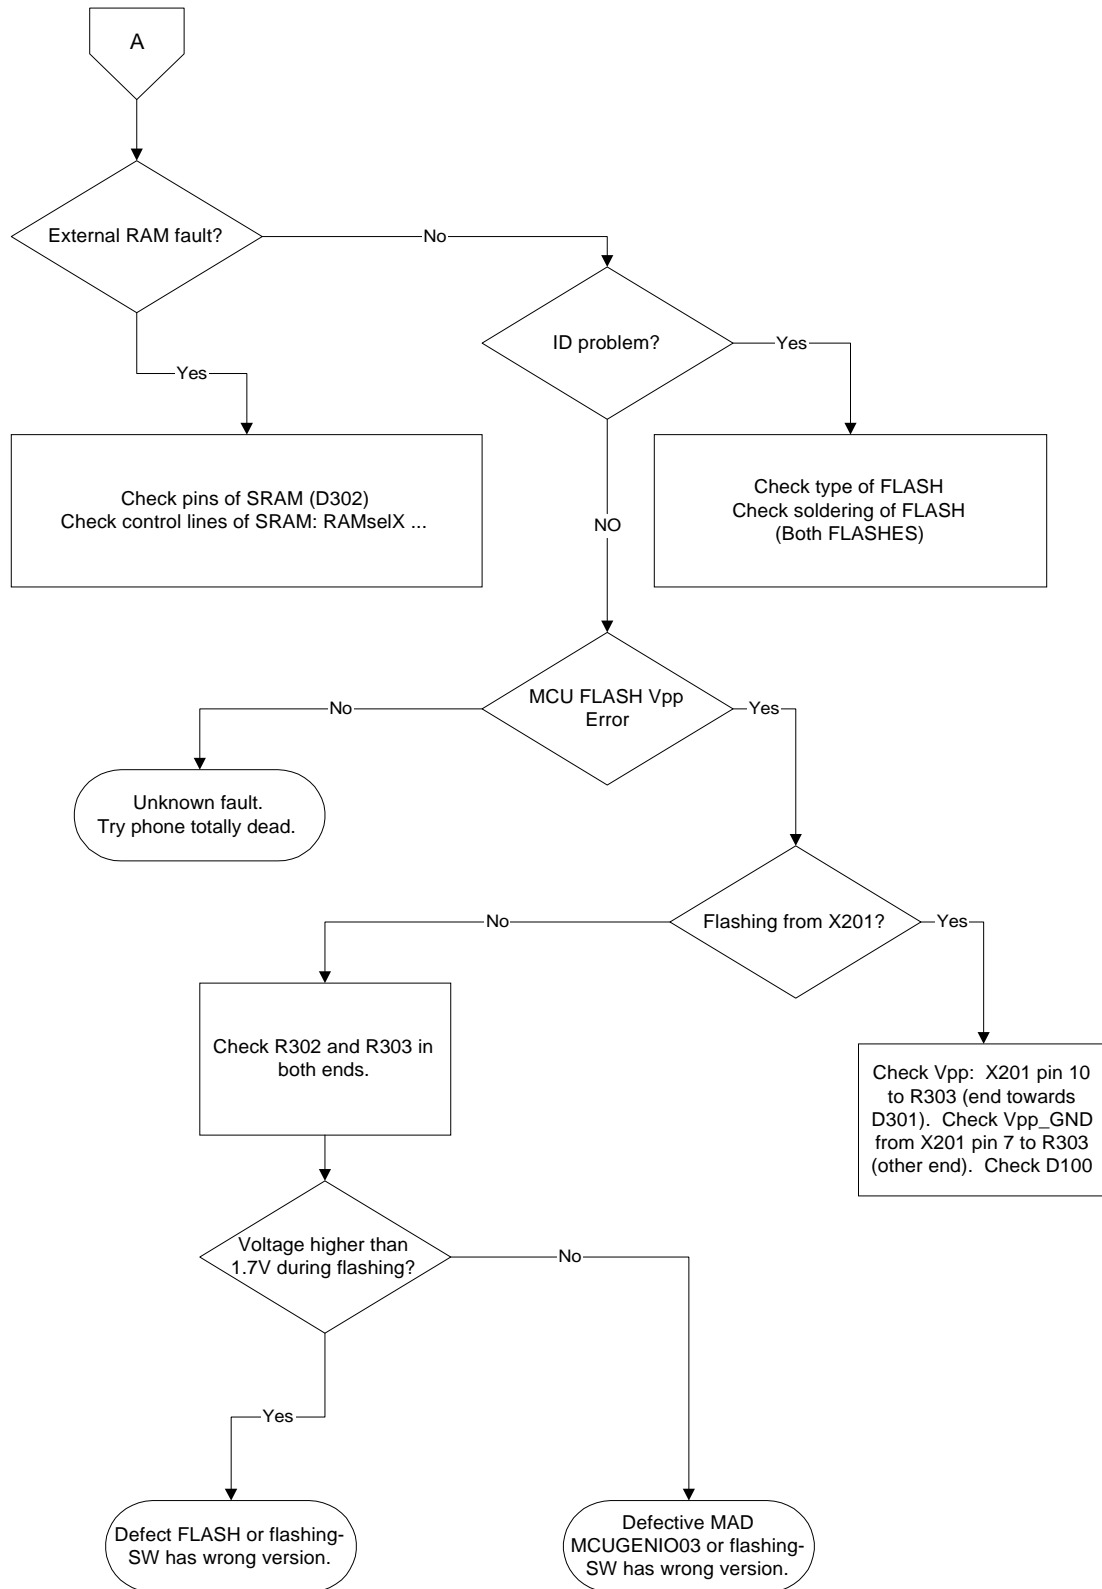 A
External RAM fault?
No
ID problem?
Yes
Yes
Check pins of SRAM (D302)
Check control lines of SRAM: RAMselX ...
Check type of FLASH
Check soldering of FLASH
(Both FLASHES)
NO
MCU FLASH Vpp
Error
No
Yes
Unknown fault.
Try phone totally dead.
Flashing from X201?
No
Yes
Check R302 and R303 in
both ends.
Check Vpp:  X201 pin 10
to R303 (end towards
D301).  Check Vpp_GND
from X201 pin 7 to R303
(other end).  Check D100
Voltage higher than
1.7V during flashing?
No
Yes
Defect FLASH or flashing-
SW has wrong version.
Defective MAD
MCUGENIO03 or flashing-
SW has wrong version.